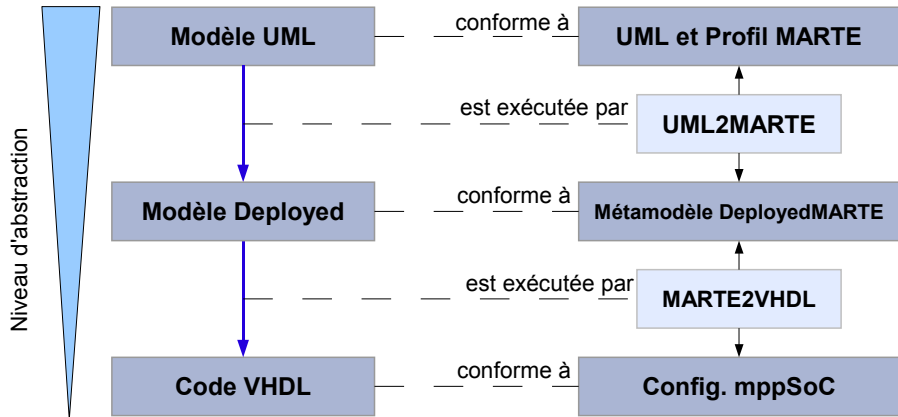 Modèle UML
conforme à
UML et Profil MARTE
est exécutée par
UML2MARTE
Niveau d'abstraction
Modèle Deployed
conforme à
Métamodèle DeployedMARTE
est exécutée par
MARTE2VHDL
Code VHDL
conforme à
Config. mppSoC